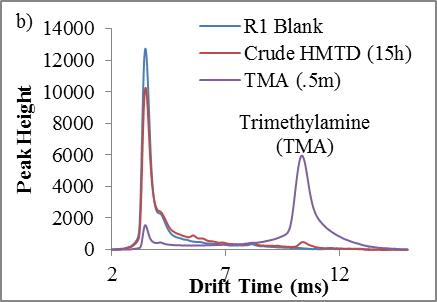 b)
R1 Blank
Crude HMTD (15h)
TMA (.5m)
Trimethylamine
(TMA)
Peak Height
14000
12000
10000
8000
6000
4000
2000
0
2
7
12
Drift Time (ms)